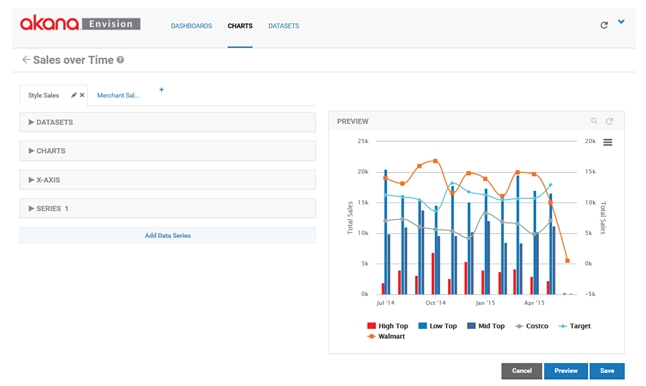 akana Envision DASHBOARDS CHARTS DATASETS
Sales over Time
Style Sales Merchant Sal... +
DATASETS
CHARTS
X-AXIS
SERIES 1
Add Data Series
PREVIEW
25k 20k
20k 15k
15k 10k
10k 5k
5k 0k
0k -5k
Total Sales
Total Sales
Jul '14 Oct '14 Jan '15 Apr '15
High Top Low Top Mid Top Costco Target
Walmart
Cancel Preview Save